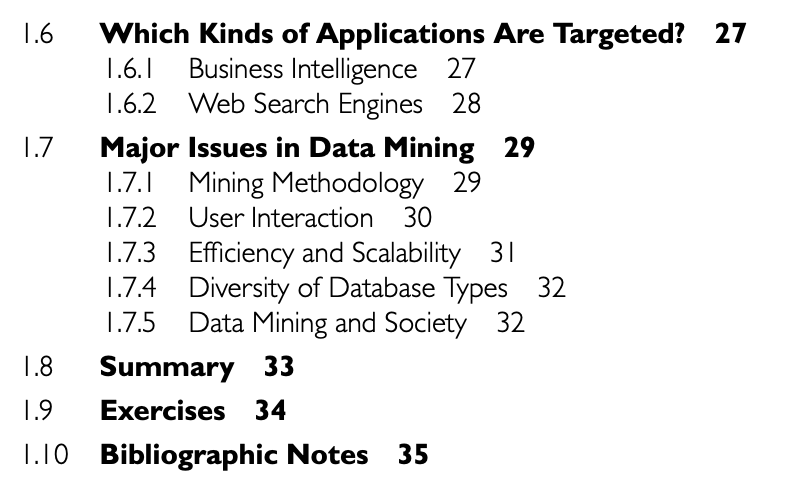 1.6 Which Kinds of Applications Are Targeted? 27
1.6.1 Business Intelligence 27
1.6.2 Web Search Engines 28
1.7 Major Issues in Data Mining 29
1.7.1 Mining Methodology 29
1.7.2 User Interaction 30
1.7.3 Efficiency and Scalability 31
1.7.4 Diversity of Database Types 32
1.7.5 Data Mining and Society 32
1.8 Summary 33
1.9 Exercises 34
1.10 Bibliographic Notes 35